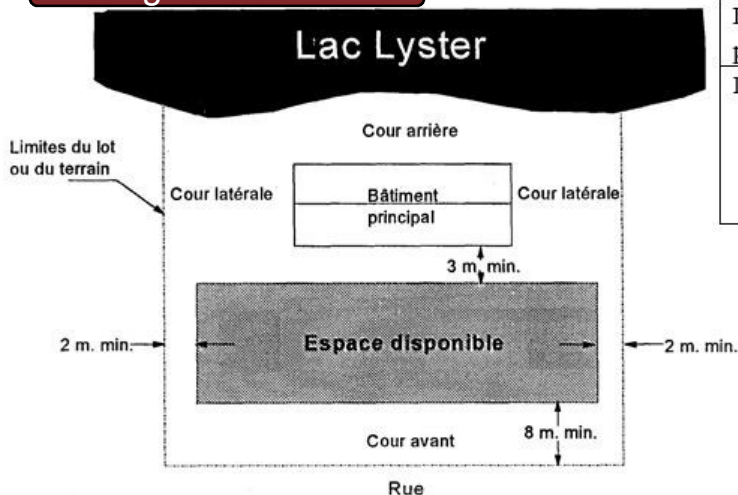 Lac Lyster
Cour arrière
Limites du lot
ou du terrain
Cour latérale
Bâtiment
principal
Cour latérale
3 m. min.
2 m. min.
Espace disponible
2 m. min.
8 m. min.
Cour avant
Rue